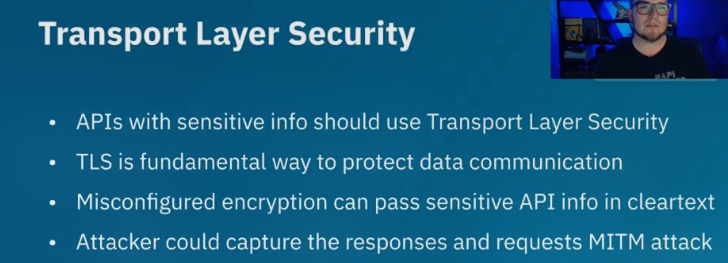 Transport Layer Security
• APIs with sensitive info should use Transport Layer Security
• TLS is fundamental way to protect data communication
• Misconfigured encryption can pass sensitive API info in cleartext
• Attacker could capture the responses and requests MITM attack